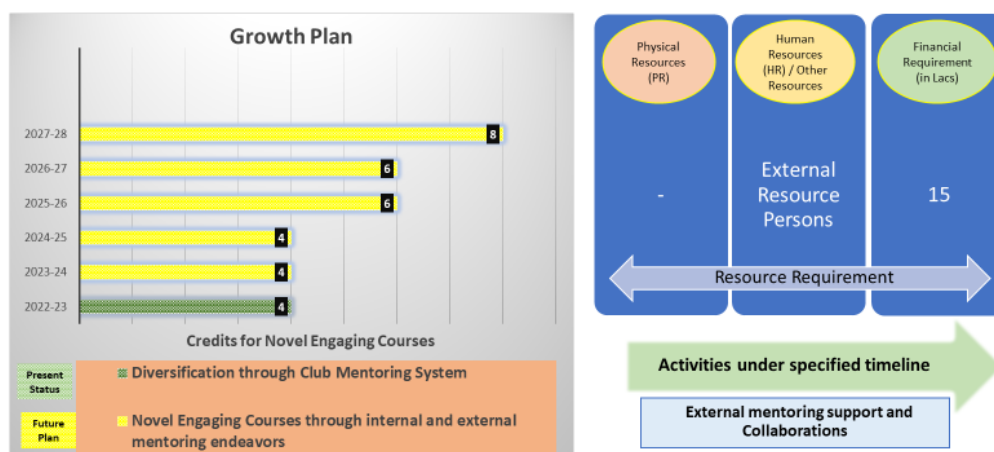 Growth Plan
2027-28
8
2026-27
6
2025-26
6
2024-25
4
2023-24
4
2022-23
4
Credits for Novel Engaging Courses
Present
Status
Diversification through Club Mentoring System
Future
Plan
Novel Engaging Courses through internal and external
mentoring endeavors
Physical
Resources
(PR)
Human
Resources
(HR) / Other
Resources
Financial
Requirement
(in Lacs)
-
External
Resource
Persons
15
Resource Requirement
Activities under specified timeline
External mentoring support and
Collaborations